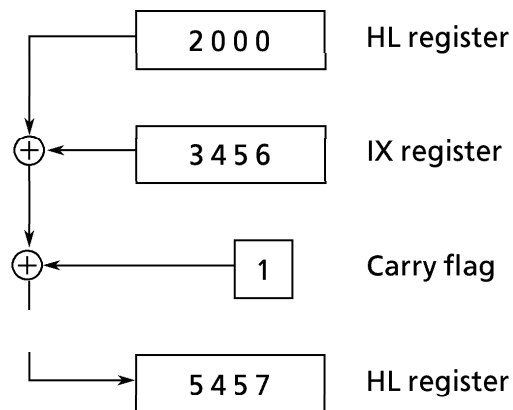 2000 HL register
3456 IX register
1 Carry flag
5457 HL register